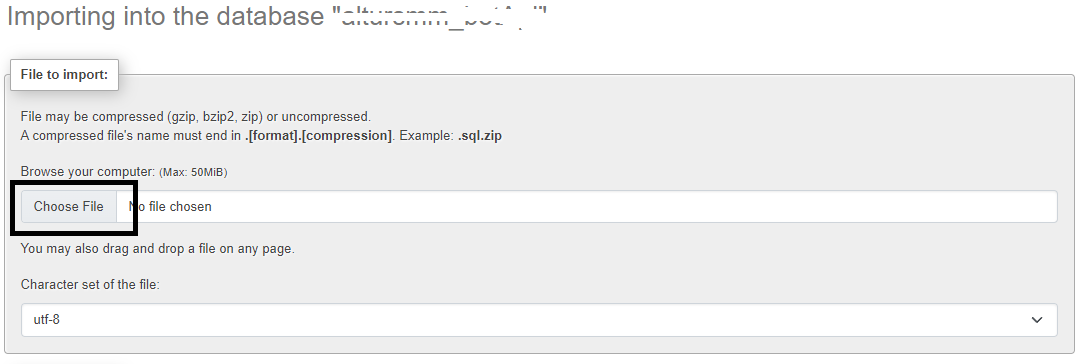 Importing into the database "
File to import:
File may be compressed (gzip, bzip2, zip) or uncompressed.
A compressed file's name must end in .[format].[compression]. Example: .sql.zip
Browse your computer: (Max: 50MiB)
Choose File No file chosen
You may also drag and drop a file on any page.
Character set of the file:
utf-8